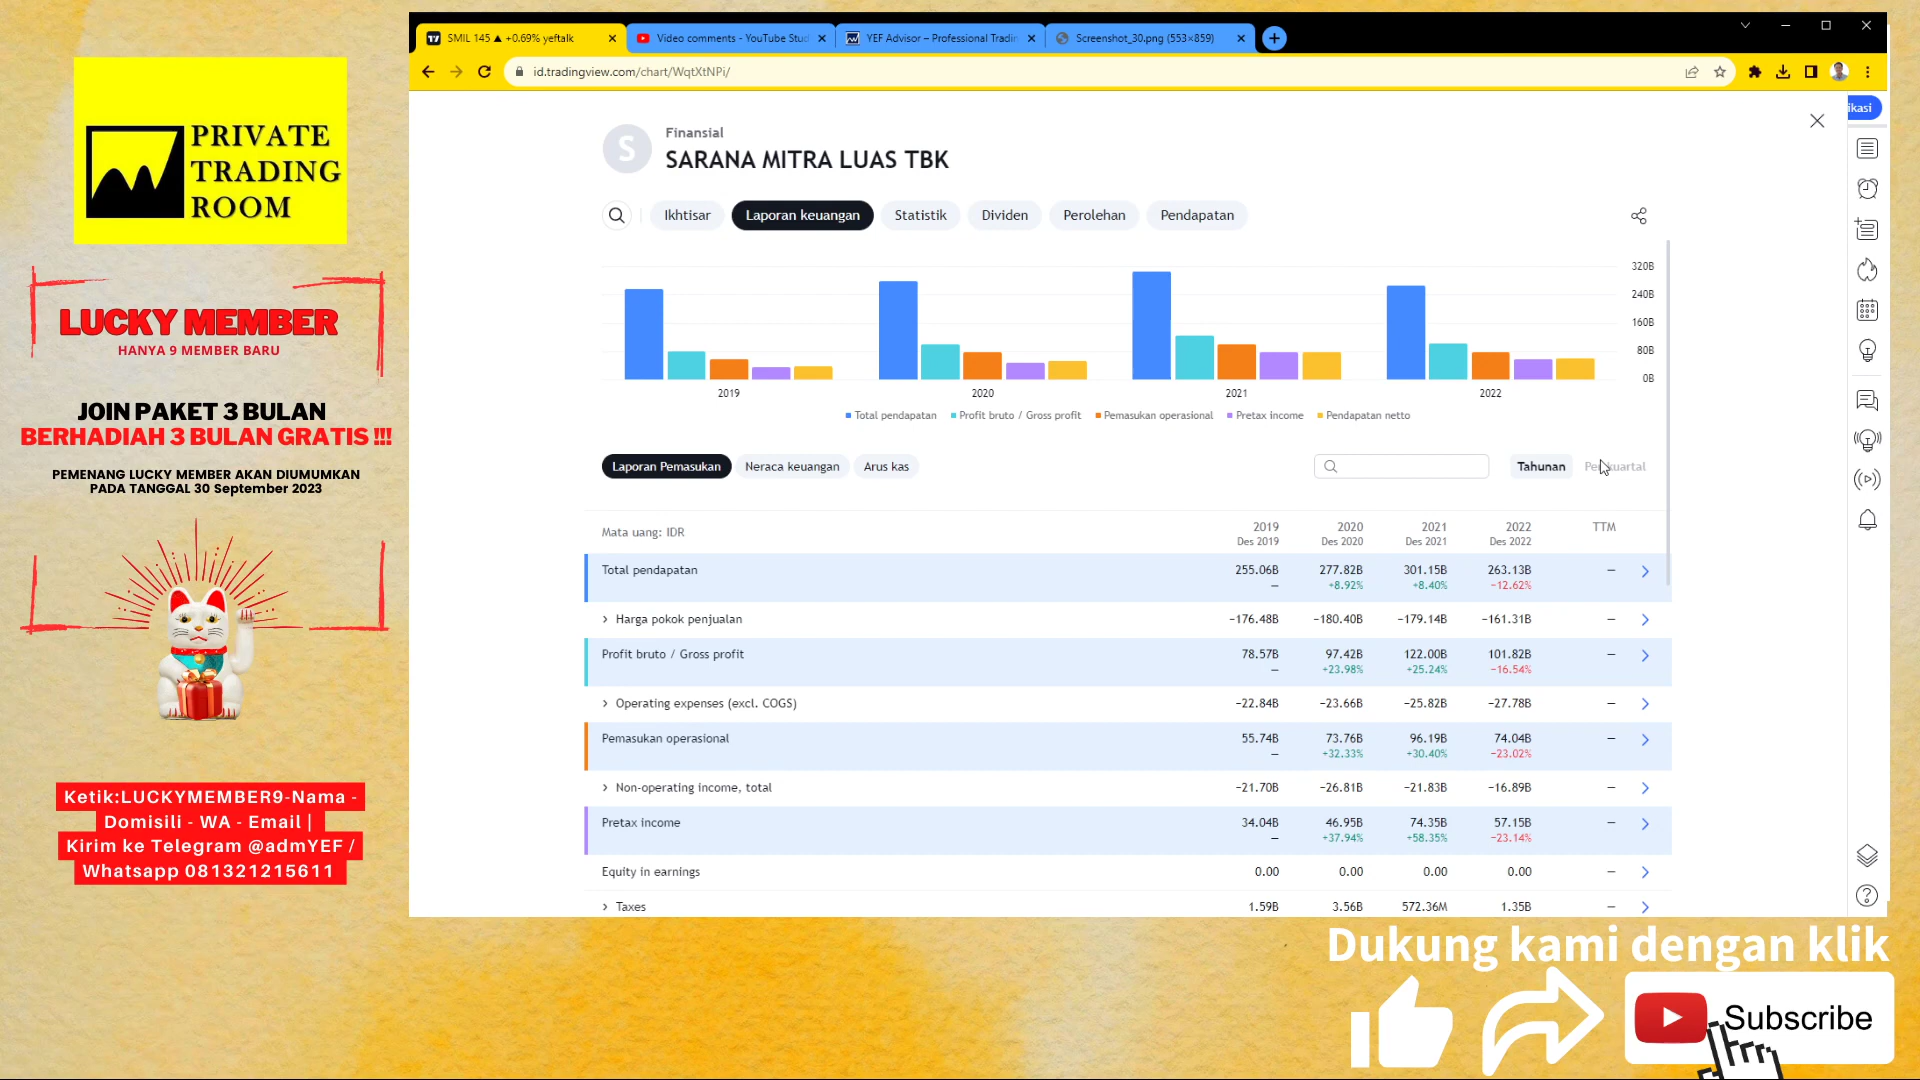 PRIVATE
TRADING
ROOM
LUCKY MEMBER
HANYA 9 MEMBER BARU
JOIN PAKET 3 BULAN
BERHADIAH 3 BULAN GRATIS !!!
PEMENANG LUCKY MEMBER AKAN DIUMUMKAN
PADA TANGGAL 30 September 2023
Ketik:LUCKYMEMBER9-Nama -
Domisili - WA - Email |
Kirim ke Telegram @admYEF /
Whatsapp 081321215611
SMIL 145 ▲ +0.69% yeftalk
Video comments - YouTube Stud
YEF Advisor – Professional Tradin
Screenshot_30.png (553×859)
id.tradingview.com/chart/WqtXtNPi/
ikasi
S
Finansial
SARANA MITRA LUAS TBK
Ikhtisar Laporan keuangan Statistik Dividen Perolehan Pendapatan
320B
240B
160B
80B
0B
2019 2020 2021 2022
Total pendapatan Profit bruto / Gross profit Pemasukan operasional Pretax income Pendapatan netto
Laporan Pemasukan Neraca keuangan Arus kas Tahunan
Mata uang: IDR 2019 2020 2021 2022 TTM
Des 2019 Des 2020 Des 2021 Des 2022
Total pendapatan 255.06B 277.82B 301.15B 263.13B —
— +8.92% +8.40% −12.62%
Harga pokok penjualan −176.48B −180.40B −179.14B −161.31B —
Profit bruto / Gross profit 78.57B 97.42B 122.00B 101.82B —
— +23.98% +25.24% −16.54%
Operating expenses (excl. COGS) −22.84B −23.66B −25.82B −27.78B —
Pemasukan operasional 55.74B 73.76B 96.19B 74.04B —
— +32.33% +30.40% −23.02%
Non-operating income, total −21.70B −26.81B −21.83B −16.89B —
Pretax income 34.04B 46.95B 74.35B 57.15B —
— +37.94% +58.35% −23.14%
Equity in earnings 0.00 0.00 0.00 0.00 —
Taxes 1.59B 3.56B 572.36M 1.35B —
Dukung kami dengan klik
Subscribe